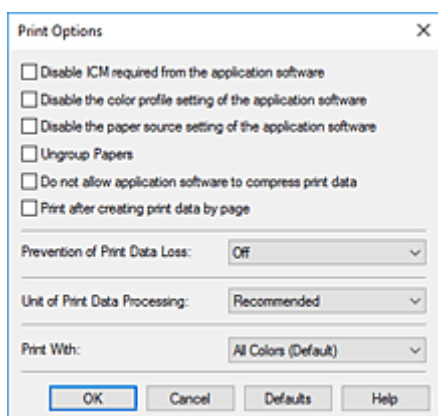 Print Options
Disable ICM required from the application software
Disable the color profile setting of the application software
Disable the paper source setting of the application software
Ungroup Papers
Do not allow application software to compress print data
Print after creating print data by page
Prevention of Print Data Loss: Off
Unit of Print Data Processing: Recommended
Print With: All Colors (Default)
OK Cancel Defaults Help